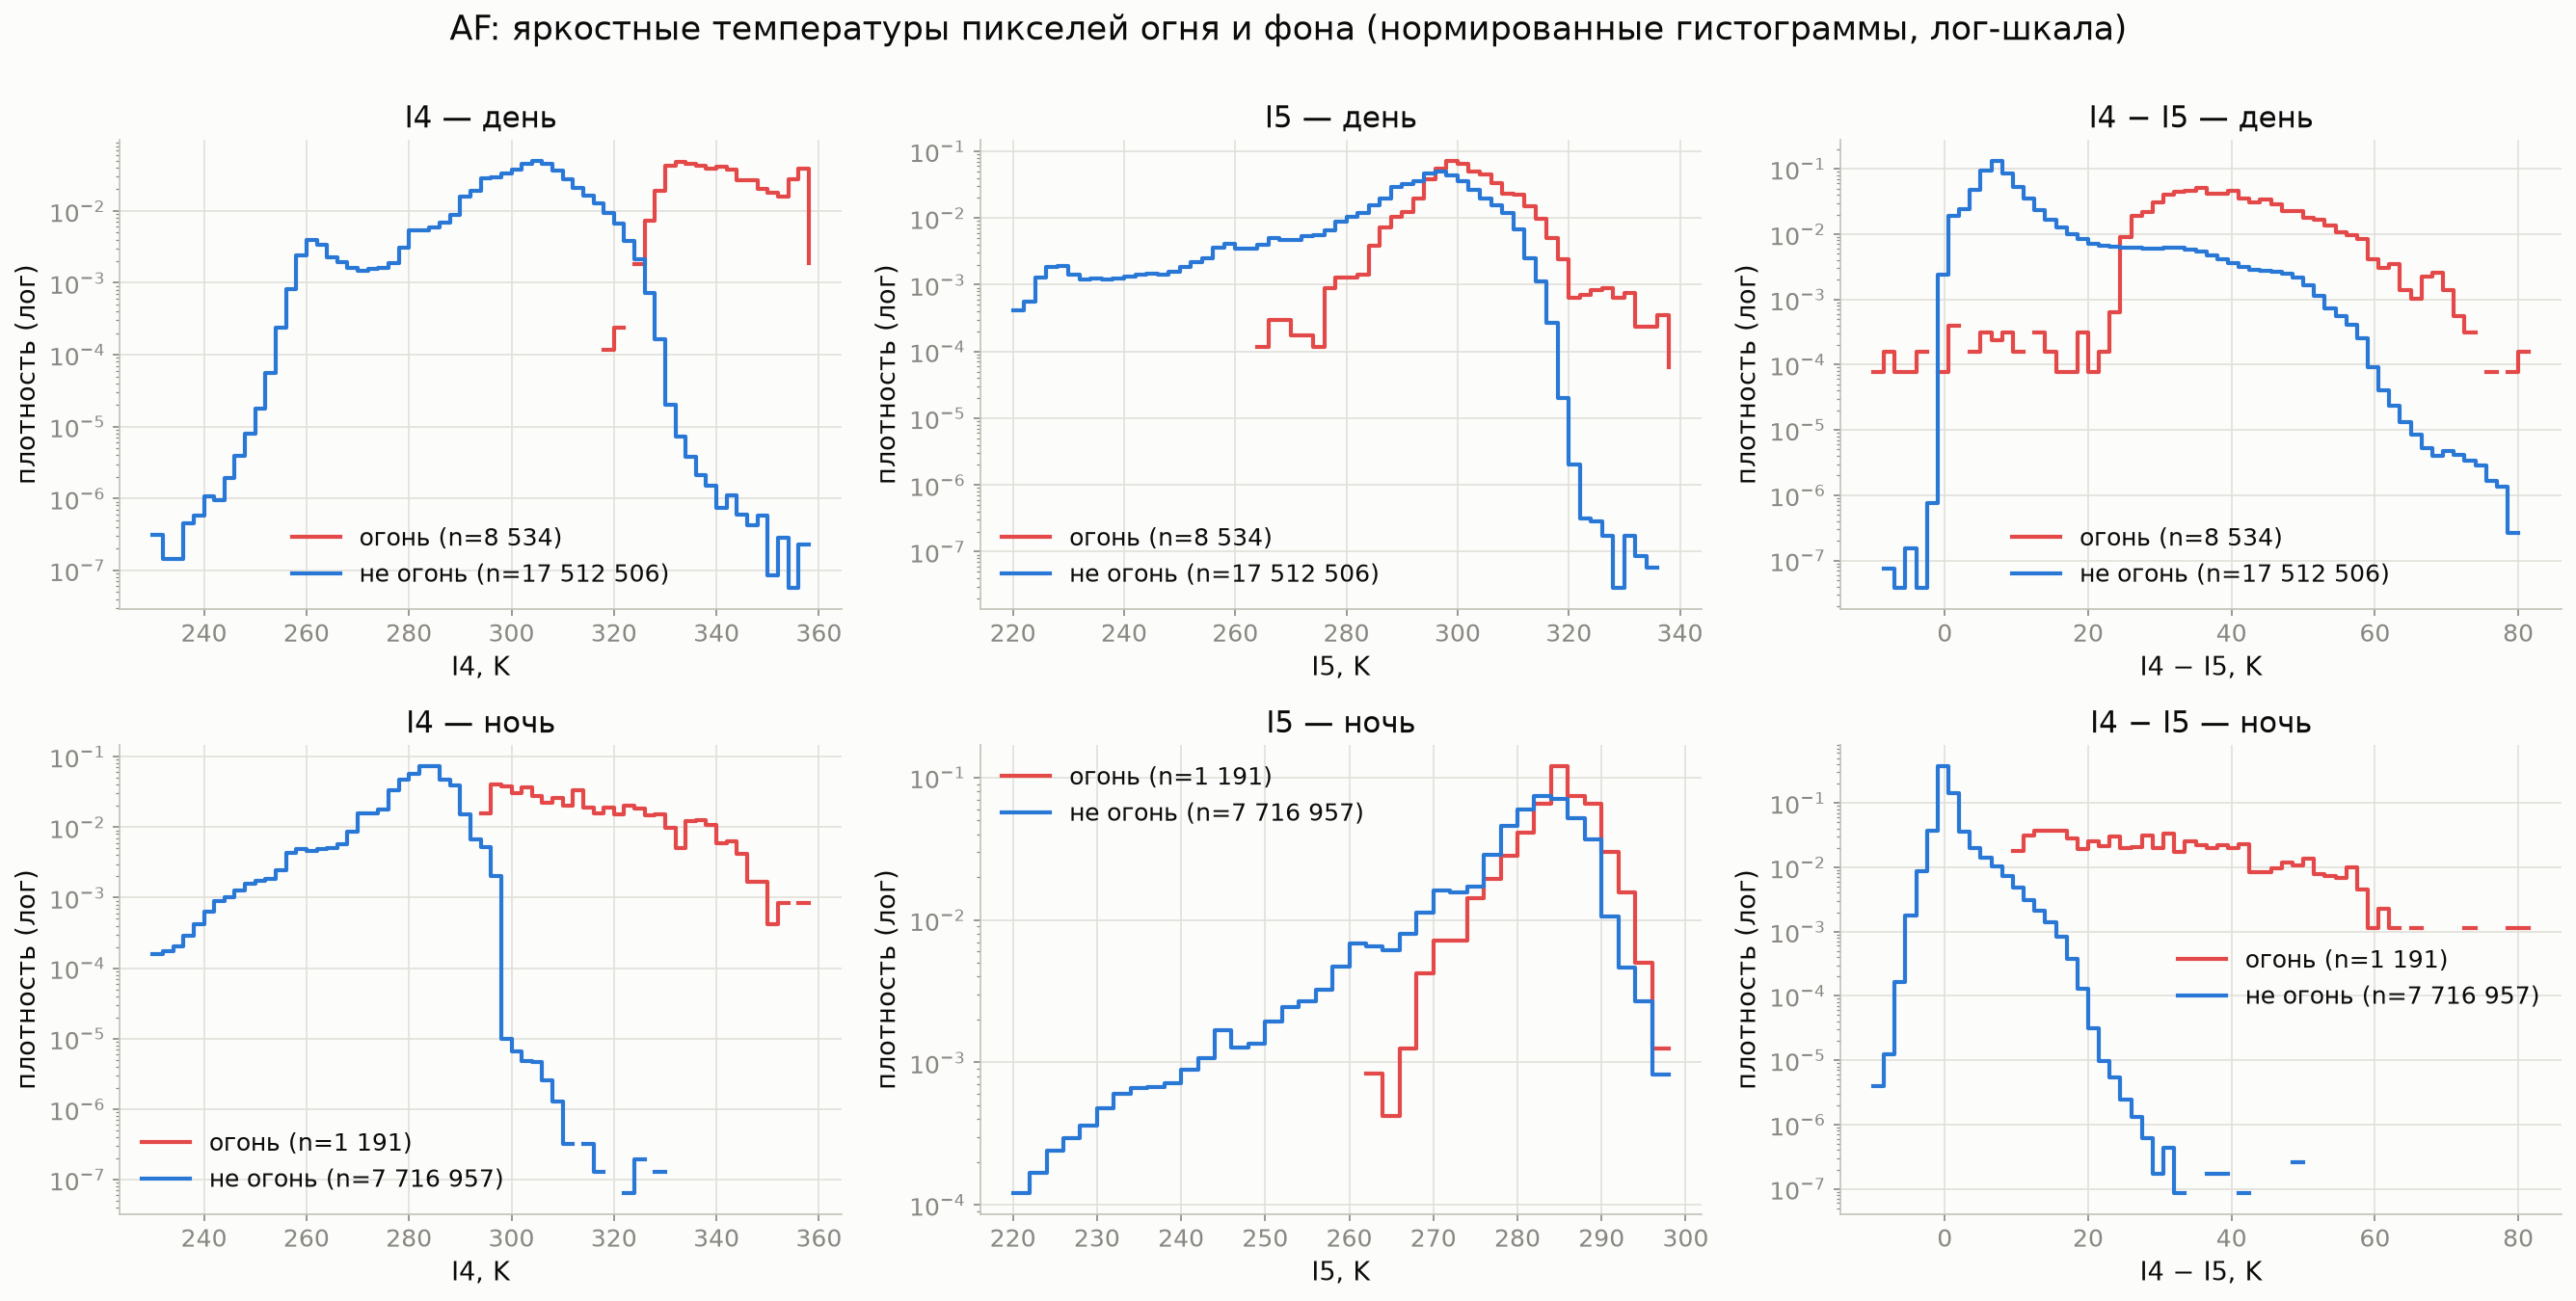 AF: яркостные температуры пикселей огня и фона (нормированные гистограммы, лог-шкала)
I4 — день
плотность (лог)
10⁻²
10⁻³
10⁻⁴
10⁻⁵
10⁻⁶
10⁻⁷
огонь (n=8 534)
не огонь (n=17 512 506)
240 260 280 300 320 340 360
I4, K
I5 — день
плотность (лог)
10⁻¹
10⁻²
10⁻³
10⁻⁴
10⁻⁵
10⁻⁶
10⁻⁷
огонь (n=8 534)
не огонь (n=17 512 506)
220 240 260 280 300 320 340
I5, K
I4 − I5 — день
плотность (лог)
10⁻¹
10⁻²
10⁻³
10⁻⁴
10⁻⁵
10⁻⁶
10⁻⁷
огонь (n=8 534)
не огонь (n=17 512 506)
0 20 40 60 80
I4 − I5, K
I4 — ночь
плотность (лог)
10⁻¹
10⁻²
10⁻³
10⁻⁴
10⁻⁵
10⁻⁶
10⁻⁷
огонь (n=1 191)
не огонь (n=7 716 957)
240 260 280 300 320 340 360
I4, K
I5 — ночь
плотность (лог)
10⁻¹
10⁻²
10⁻³
10⁻⁴
огонь (n=1 191)
не огонь (n=7 716 957)
220 230 240 250 260 270 280 290 300
I5, K
I4 − I5 — ночь
плотность (лог)
10⁻¹
10⁻²
10⁻³
10⁻⁴
10⁻⁵
10⁻⁶
10⁻⁷
огонь (n=1 191)
не огонь (n=7 716 957)
0 20 40 60 80
I4 − I5, K